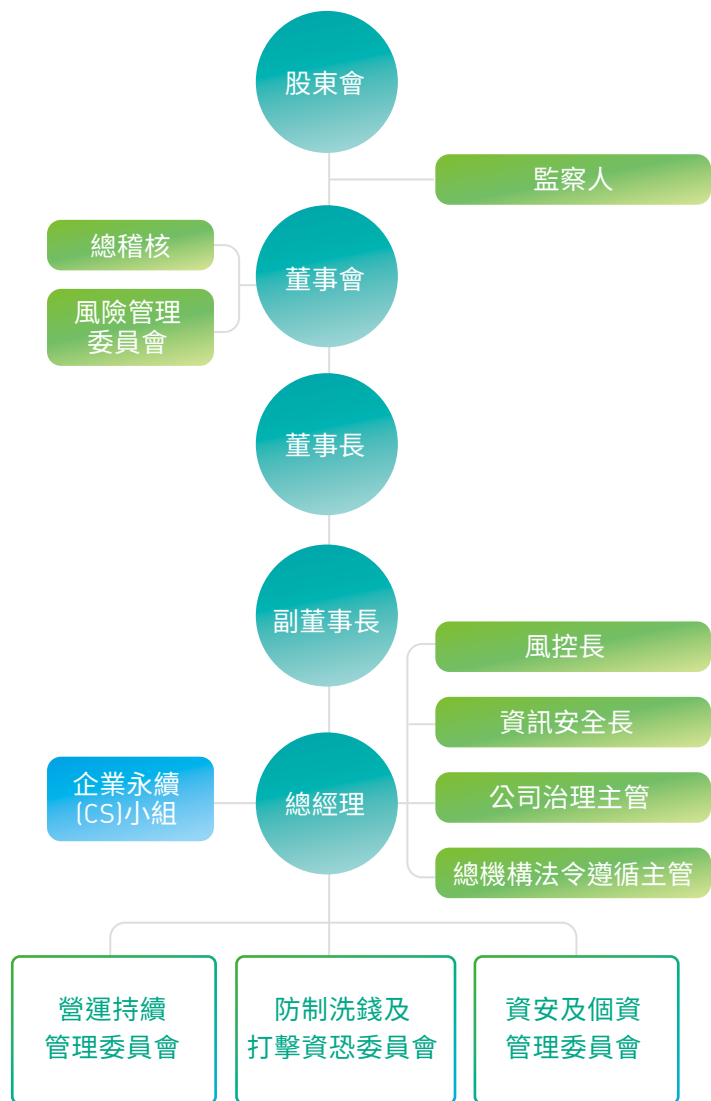 股東會
監察人
總稽核
董事會
風險管理
委員會
董事長
副董事長
風控長
資訊安全長
企業永續
(CS)小組
總經理
公司治理主管
總機構法令遵循主管
營運持續
管理委員會
防制洗錢及
打擊資恐委員會
資安及個資
管理委員會